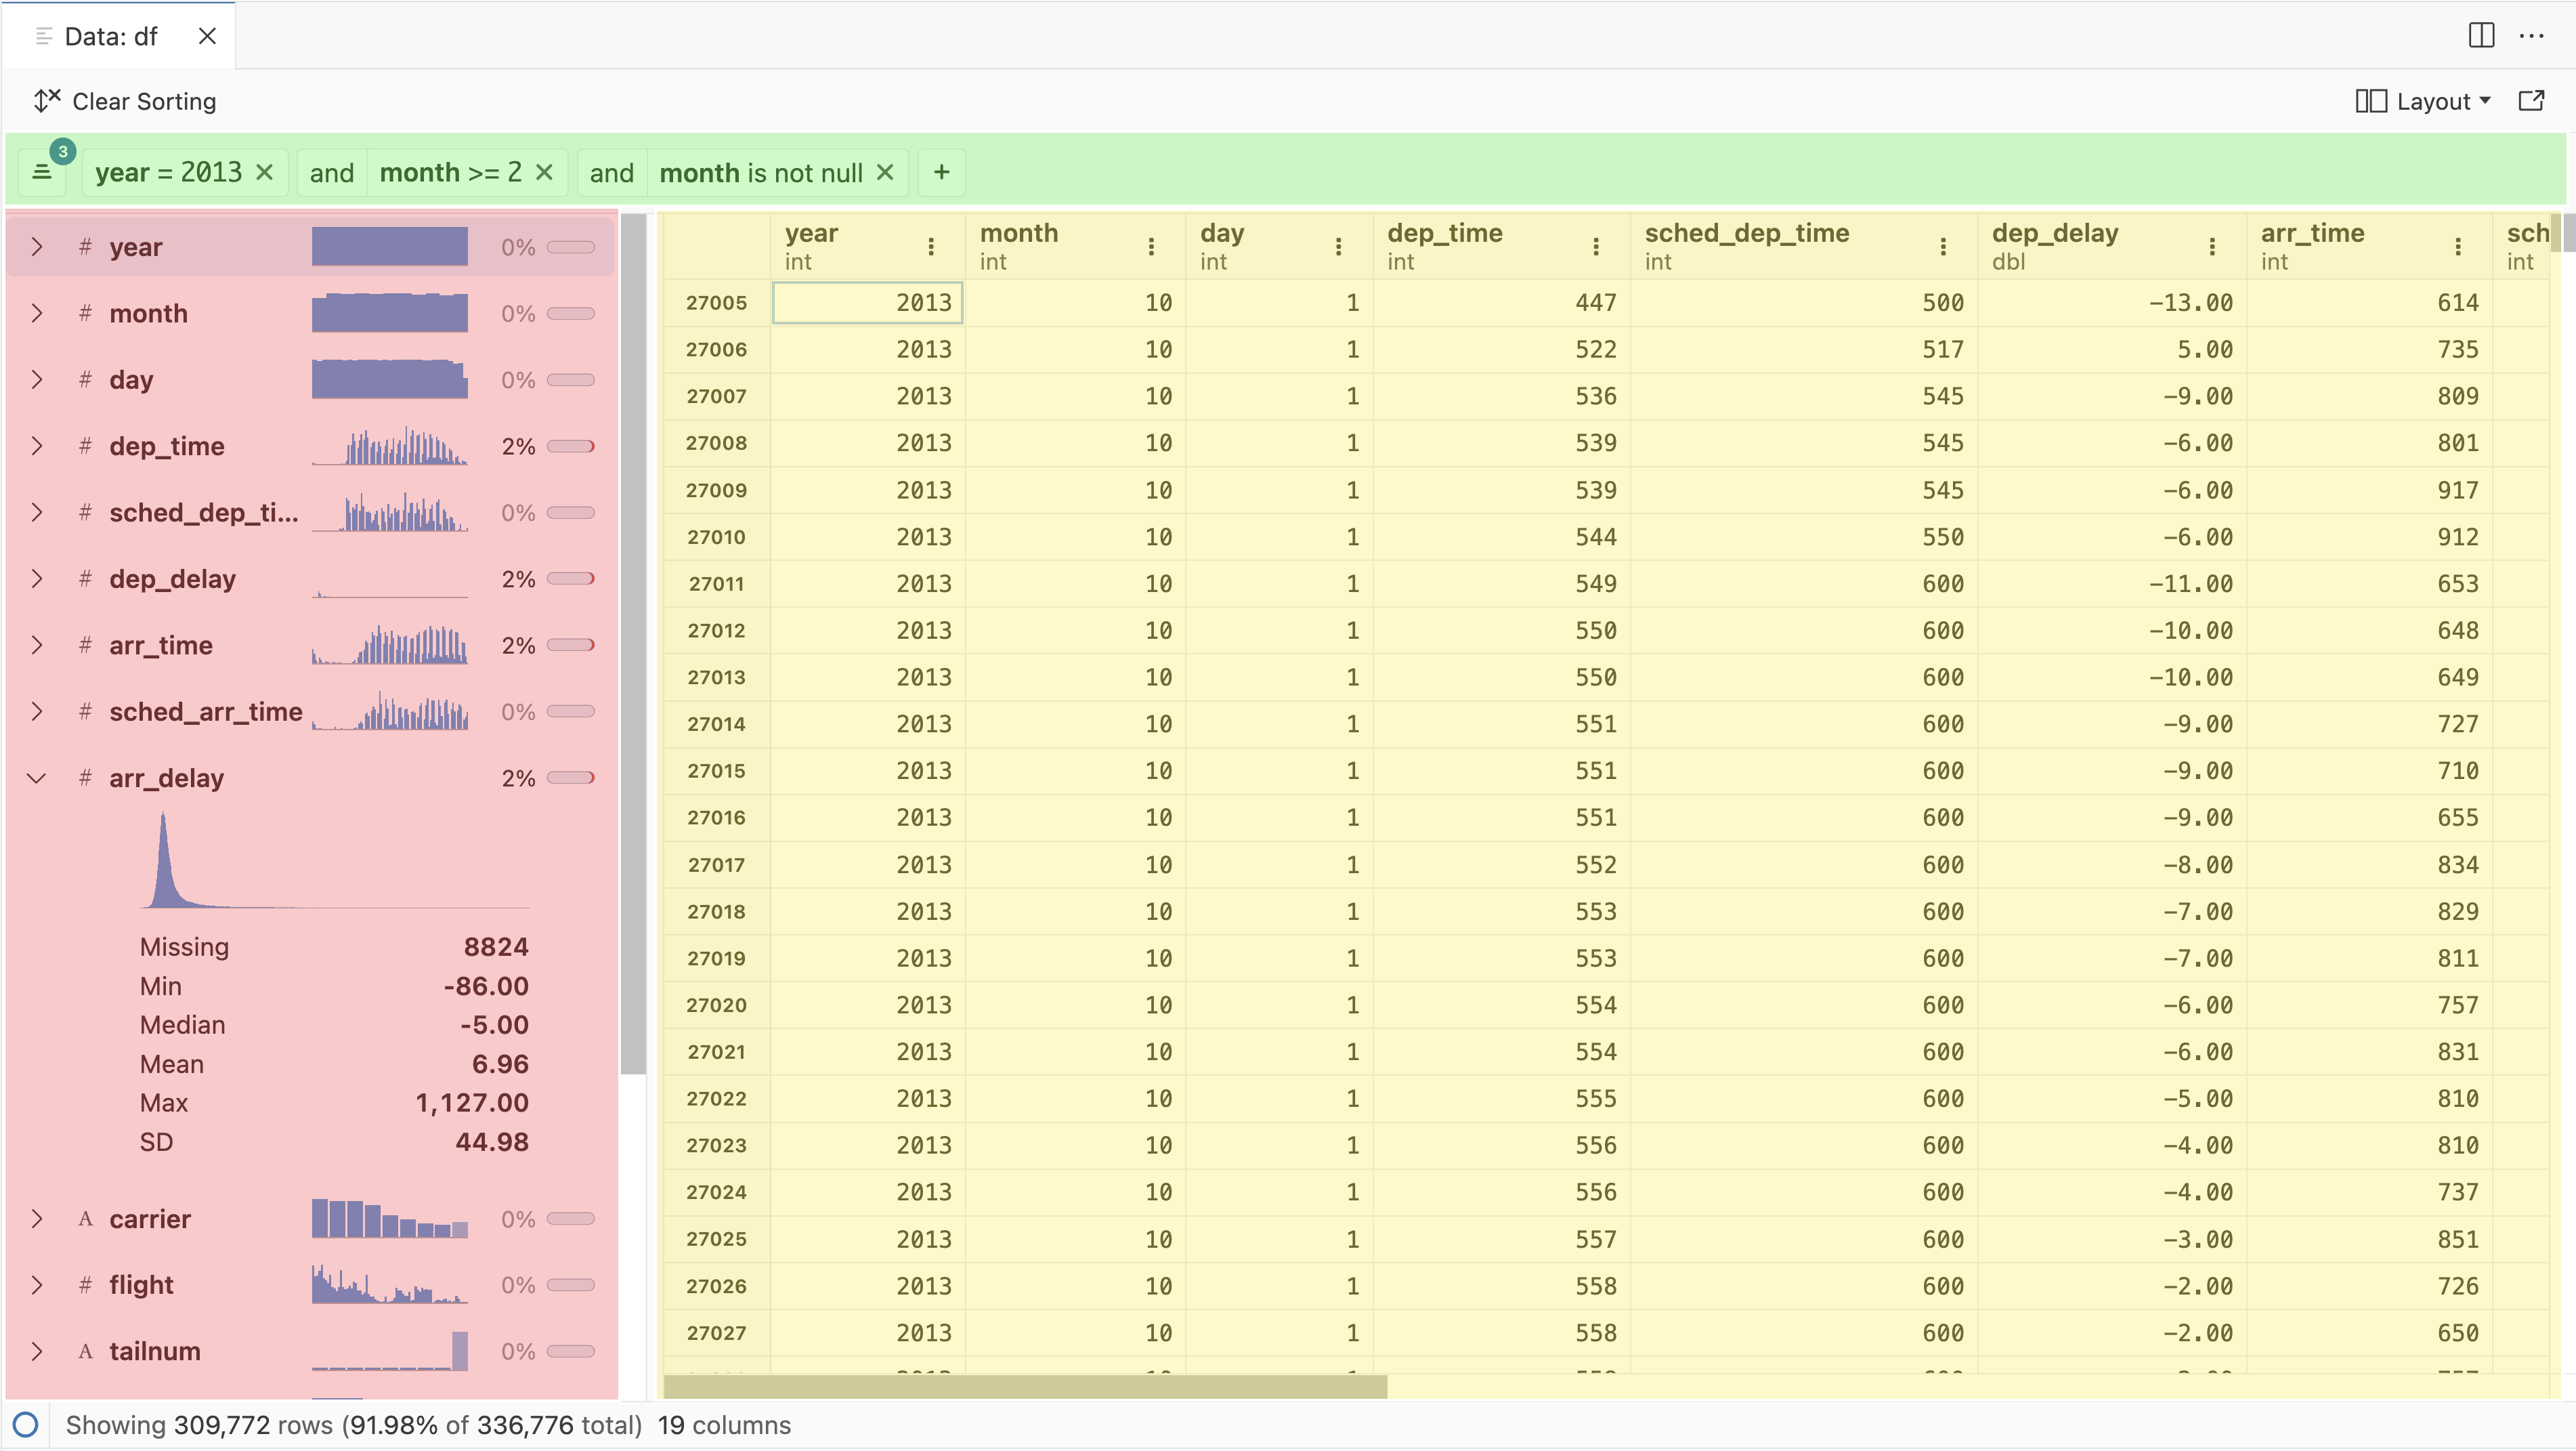 Data: df
Clear Sorting
Layout
3
year = 2013 and month >= 2 and month is not null +
# year 0%
# month 0%
# day 0%
# dep_time 2%
# sched_dep_ti... 0%
# dep_delay 2%
# arr_time 2%
# sched_arr_time 0%
# arr_delay 2%
Missing 8824
Min -86.00
Median -5.00
Mean 6.96
Max 1,127.00
SD 44.98
A carrier 0%
# flight 0%
A tailnum 0%
year month day dep_time sched_dep_time dep_delay arr_time sch
int int int int int dbl int int
27005 2013 10 1 447 500 −13.00 614
27006 2013 10 1 522 517 5.00 735
27007 2013 10 1 536 545 −9.00 809
27008 2013 10 1 539 545 −6.00 801
27009 2013 10 1 539 545 −6.00 917
27010 2013 10 1 544 550 −6.00 912
27011 2013 10 1 549 600 −11.00 653
27012 2013 10 1 550 600 −10.00 648
27013 2013 10 1 550 600 −10.00 649
27014 2013 10 1 551 600 −9.00 727
27015 2013 10 1 551 600 −9.00 710
27016 2013 10 1 551 600 −9.00 655
27017 2013 10 1 552 600 −8.00 834
27018 2013 10 1 553 600 −7.00 829
27019 2013 10 1 553 600 −7.00 811
27020 2013 10 1 554 600 −6.00 757
27021 2013 10 1 554 600 −6.00 831
27022 2013 10 1 555 600 −5.00 810
27023 2013 10 1 556 600 −4.00 810
27024 2013 10 1 556 600 −4.00 737
27025 2013 10 1 557 600 −3.00 851
27026 2013 10 1 558 600 −2.00 726
27027 2013 10 1 558 600 −2.00 650
Showing 309,772 rows (91.98% of 336,776 total) 19 columns